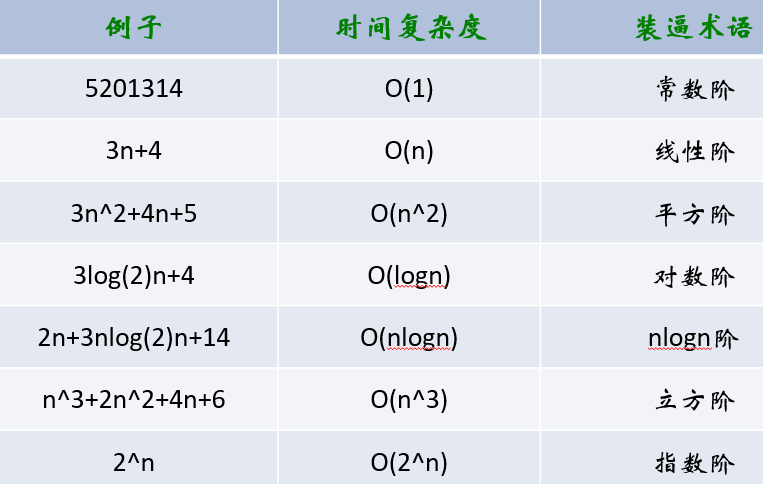 例子 时间复杂度 装逼术语
5201314 O(1) 常数阶
3n+4 O(n) 线性阶
3n^2+4n+5 O(n^2) 平方阶
3log(2)n+4 O(logn) 对数阶
2n+3nlog(2)n+14 O(nlogn) nlogn阶
n^3+2n^2+4n+6 O(n^3) 立方阶
2^n O(2^n) 指数阶